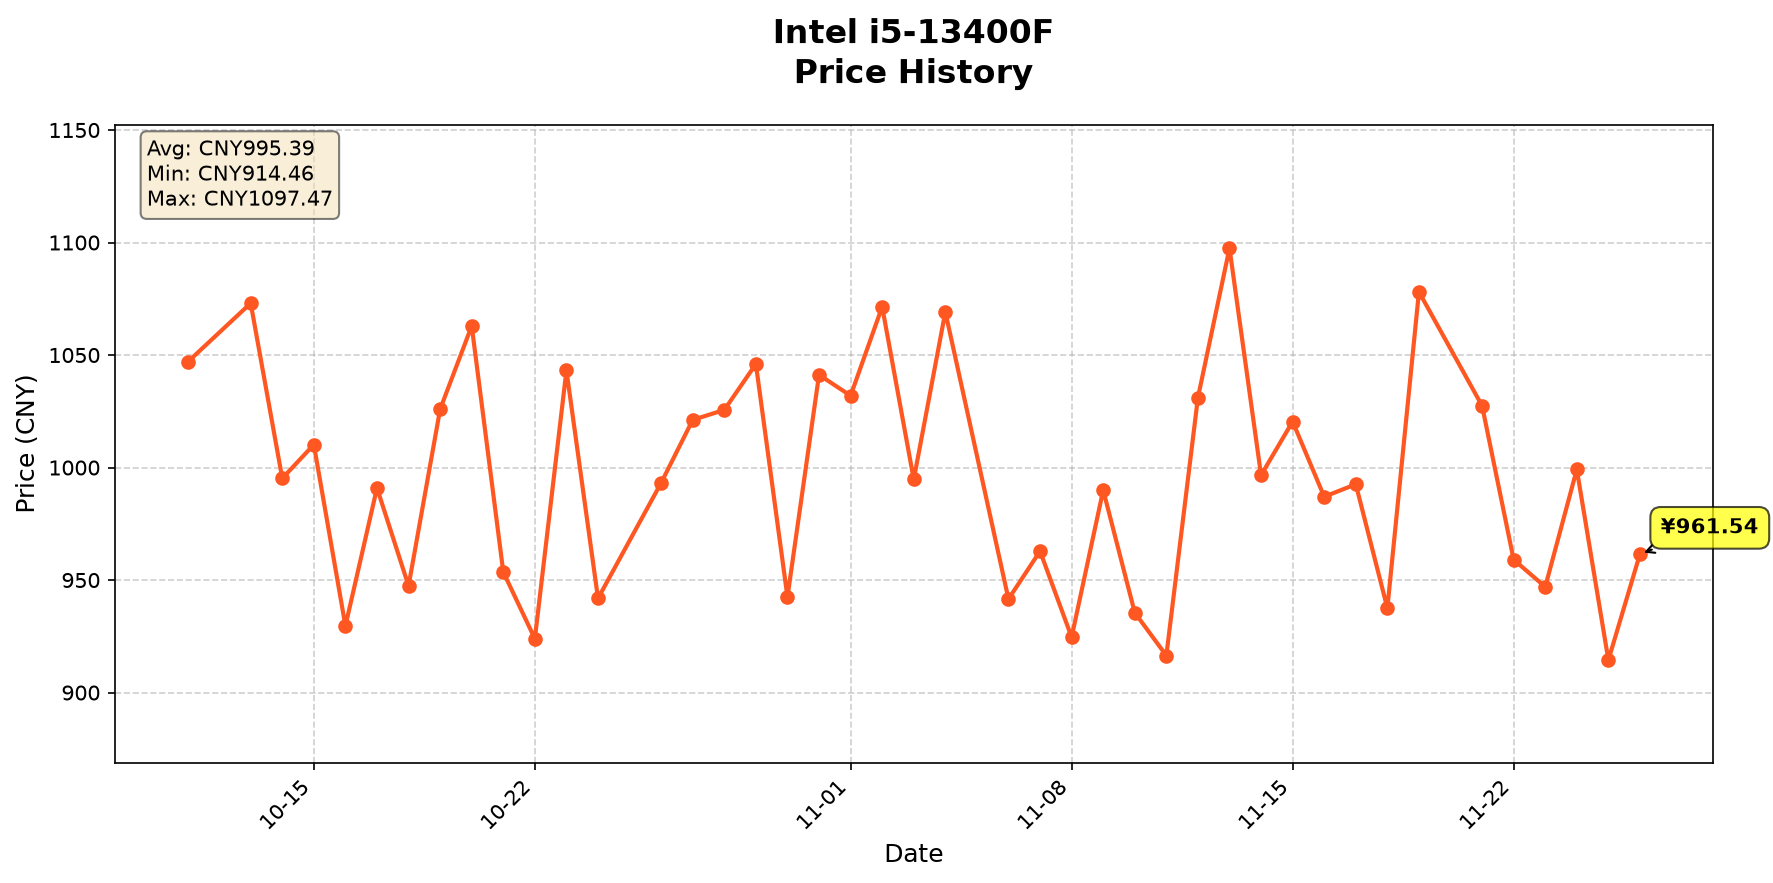 Intel i5-13400F
Price History
Avg: CNY995.39
Min: CNY914.46
Max: CNY1097.47
1150
1100
1050
1000
950
900
Price (CNY)
¥961.54
10-15
10-22
11-01
11-08
11-15
11-22
Date